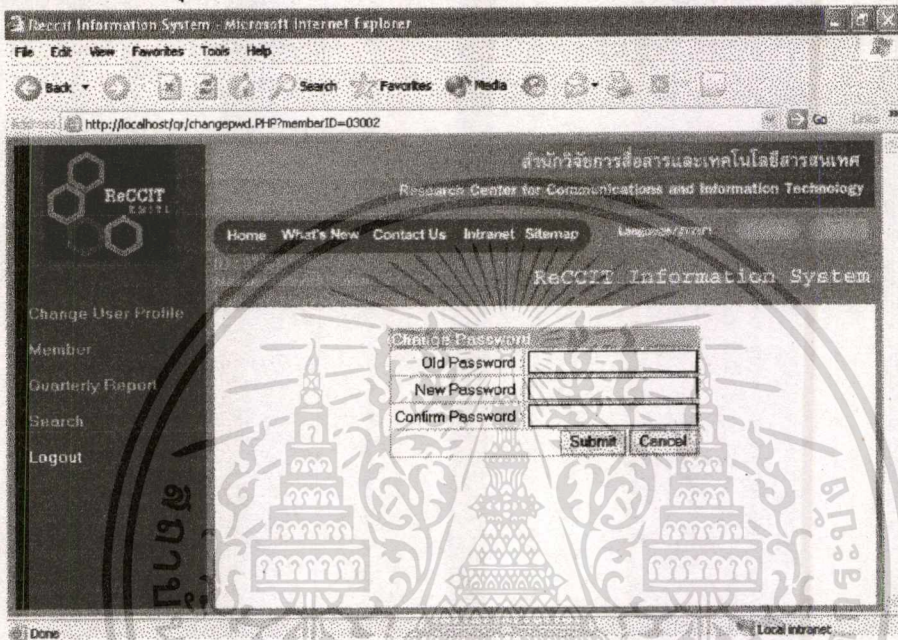 Reccit Information System - Microsoft Internet Explorer
File Edit View Favorites Tools Help
Back Search Favorites Media
Address http://localhost/qr/changepwd.PHP?memberID=03002 Go Links
ReCCIT
KMITL
สำนักวิจัยการสื่อสารและเทคโนโลยีสารสนเทศ
Research Center for Communications and Information Technology
Home What's New Contact Us Intranet Sitemap
ReCCIT Information System
Change User Profile
Member
Quarterly Report
Search
Logout
Change Password
Old Password :
New Password :
Confirm Password :
Submit Cancel
Done Local intranet